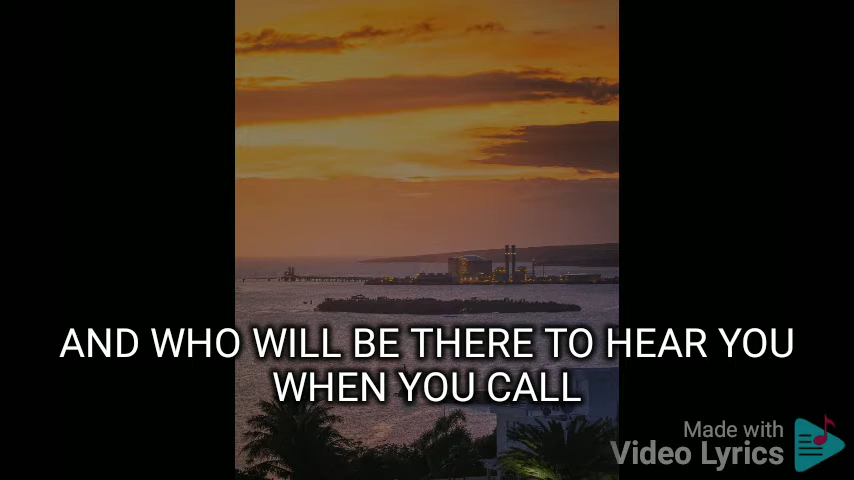 AND WHO WILL BE THERE TO HEAR YOU
WHEN YOU CALL
Made with
Video Lyrics